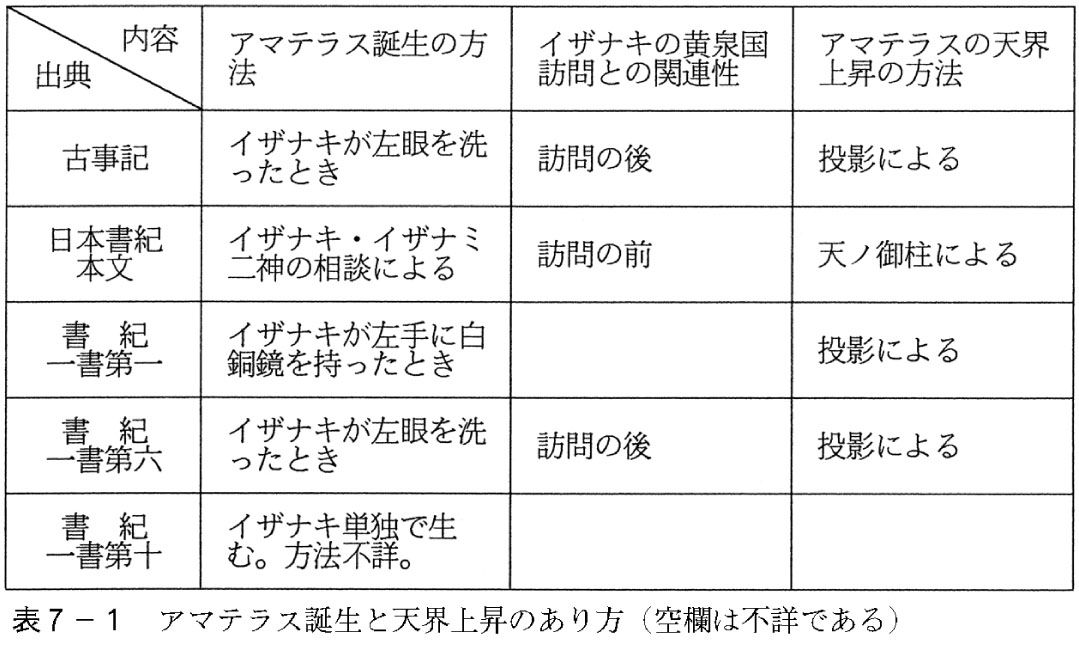 内容
出典
アマテラス誕生の方
法
イザナキの黄泉国
訪問との関連性
アマテラスの天界
上昇の方法
古事記
イザナキが左眼を洗
ったとき
訪問の後
投影による
日本書紀
本文
イザナキ・イザナミ
二神の相談による
訪問の前
天ノ御柱による
書　紀
一書第一
イザナキが左手に白
銅鏡を持ったとき
投影による
書　紀
一書第六
イザナキが左眼を洗
ったとき
訪問の後
投影による
書　紀
一書第十
イザナキ単独で生
む。方法不詳。
表７－１　アマテラス誕生と天界上昇のあり方（空欄は不詳である）